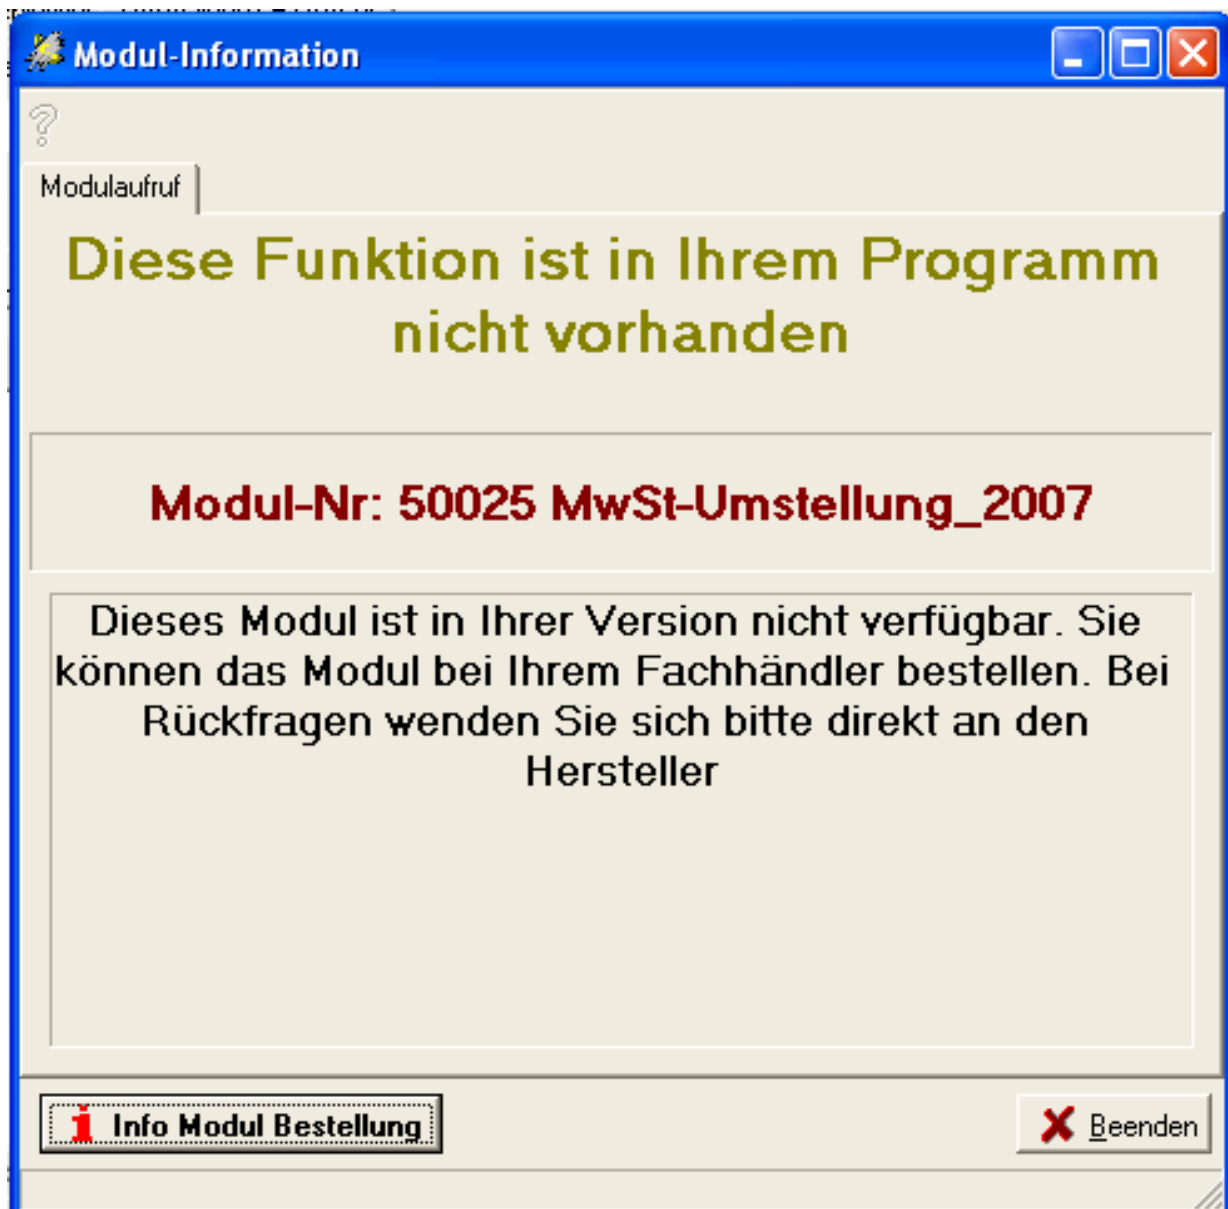 Modul-Information
Modulaufruf
Diese Funktion ist in Ihrem Programm
nicht vorhanden
Modul-Nr: 50025 MwSt-Umstellung_2007
Dieses Modul ist in Ihrer Version nicht verfügbar. Sie
können das Modul bei Ihrem Fachhändler bestellen. Bei
Rückfragen wenden Sie sich bitte direkt an den
Hersteller
Info Modul Bestellung
Beenden